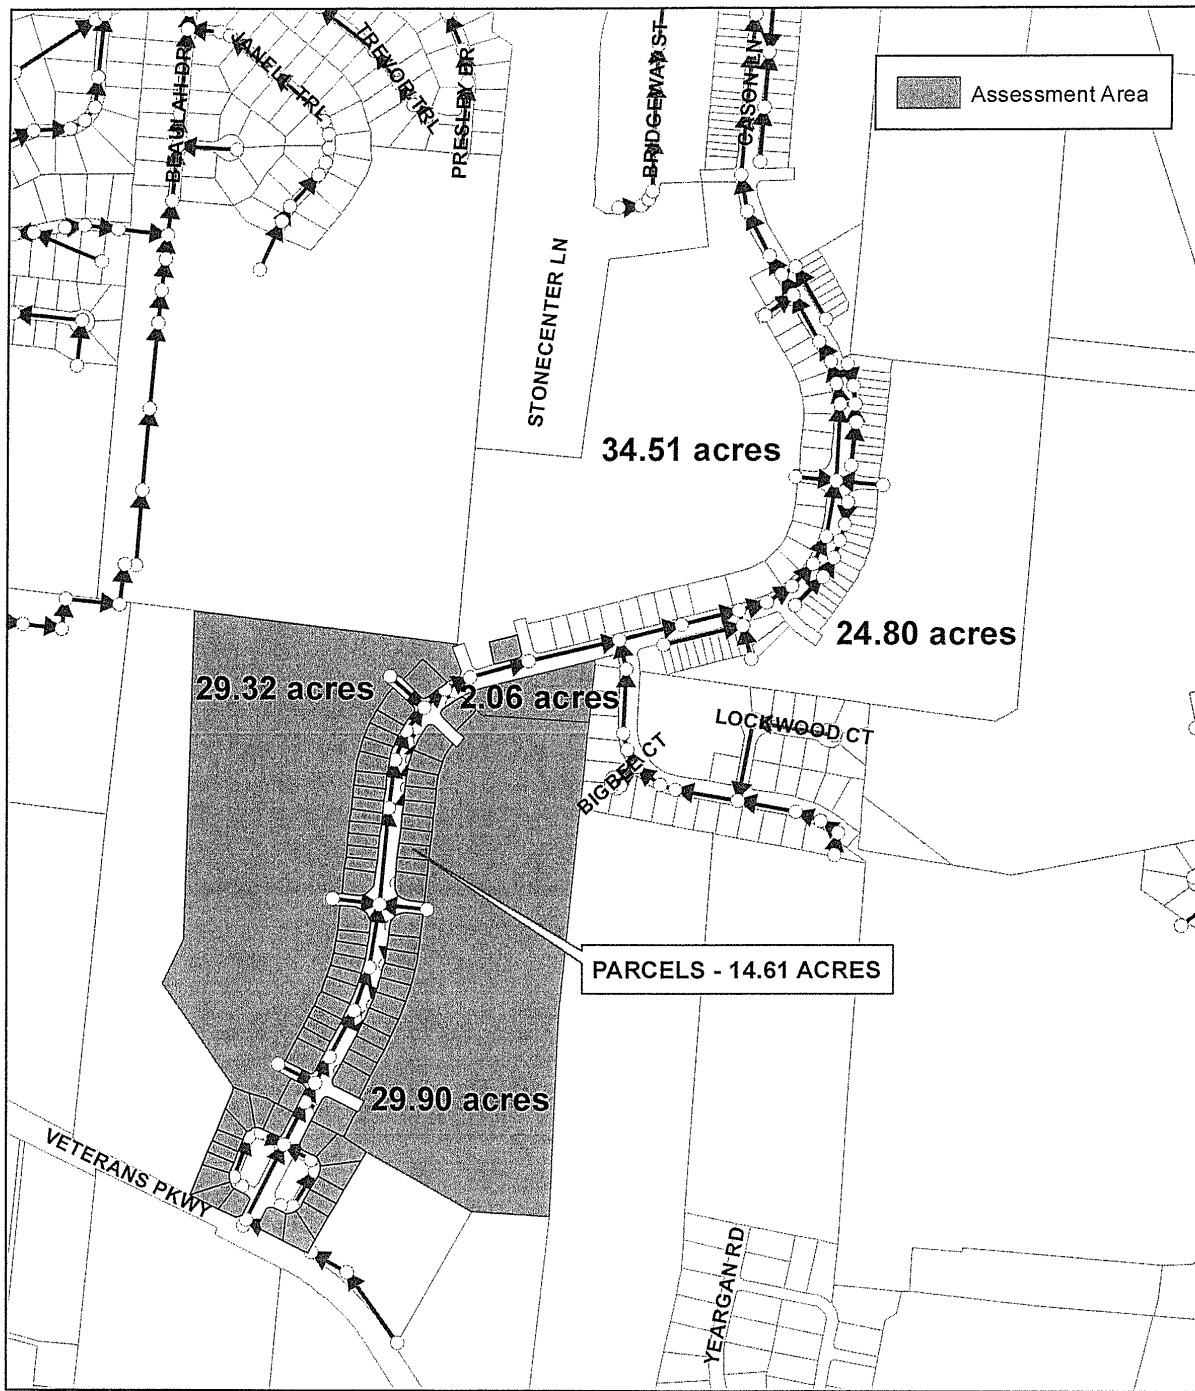 BEAULAH DR
JANELL TRL
TREVOR TRL
PRESLEY DR
BRIDGEWAY ST
CASON LN
Assessment Area
STONECENTER LN
34.51 acres
24.80 acres
29.32 acres
2.06 acres
LOCKWOOD CT
BIGBEE CT
PARCELS - 14.61 ACRES
29.90 acres
VETERANS PKWY
YEARGAN RD